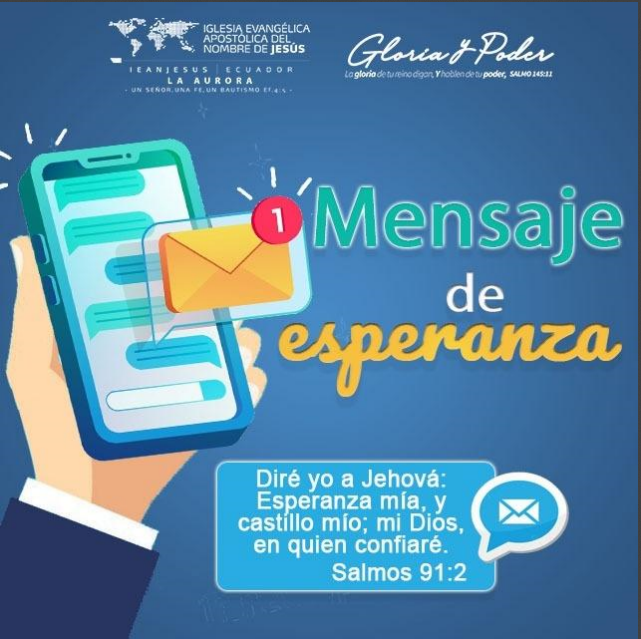 IGLESIA EVANGÉLICA
APOSTÓLICA DEL
NOMBRE DE JESÚS
IEANJESUS | ECUADOR
LA AURORA
- UN SEÑOR, UNA FE, UN BAUTISMO EF. 4:5 -
Gloria y Poder
La gloria de tu reino digan, Y hablen de tu poder, SALMO 145:11
1
Mensaje
de
esperanza
Diré yo a Jehová:
Esperanza mía, y
castillo mío; mi Dios,
en quien confiaré.
Salmos 91:2